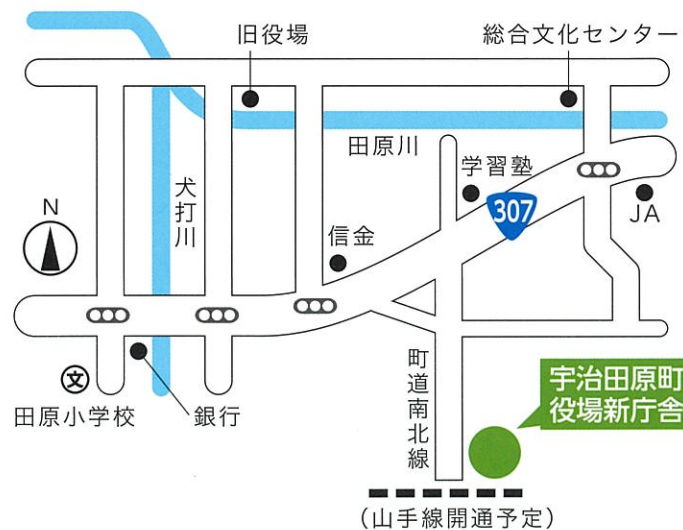 旧役場
総合文化センター
田原川
学習塾
犬打川
N
307
JA
信金
町道南北線
宇治田原町
役場新庁舎
文
田原小学校
銀行
(山手線開通予定)